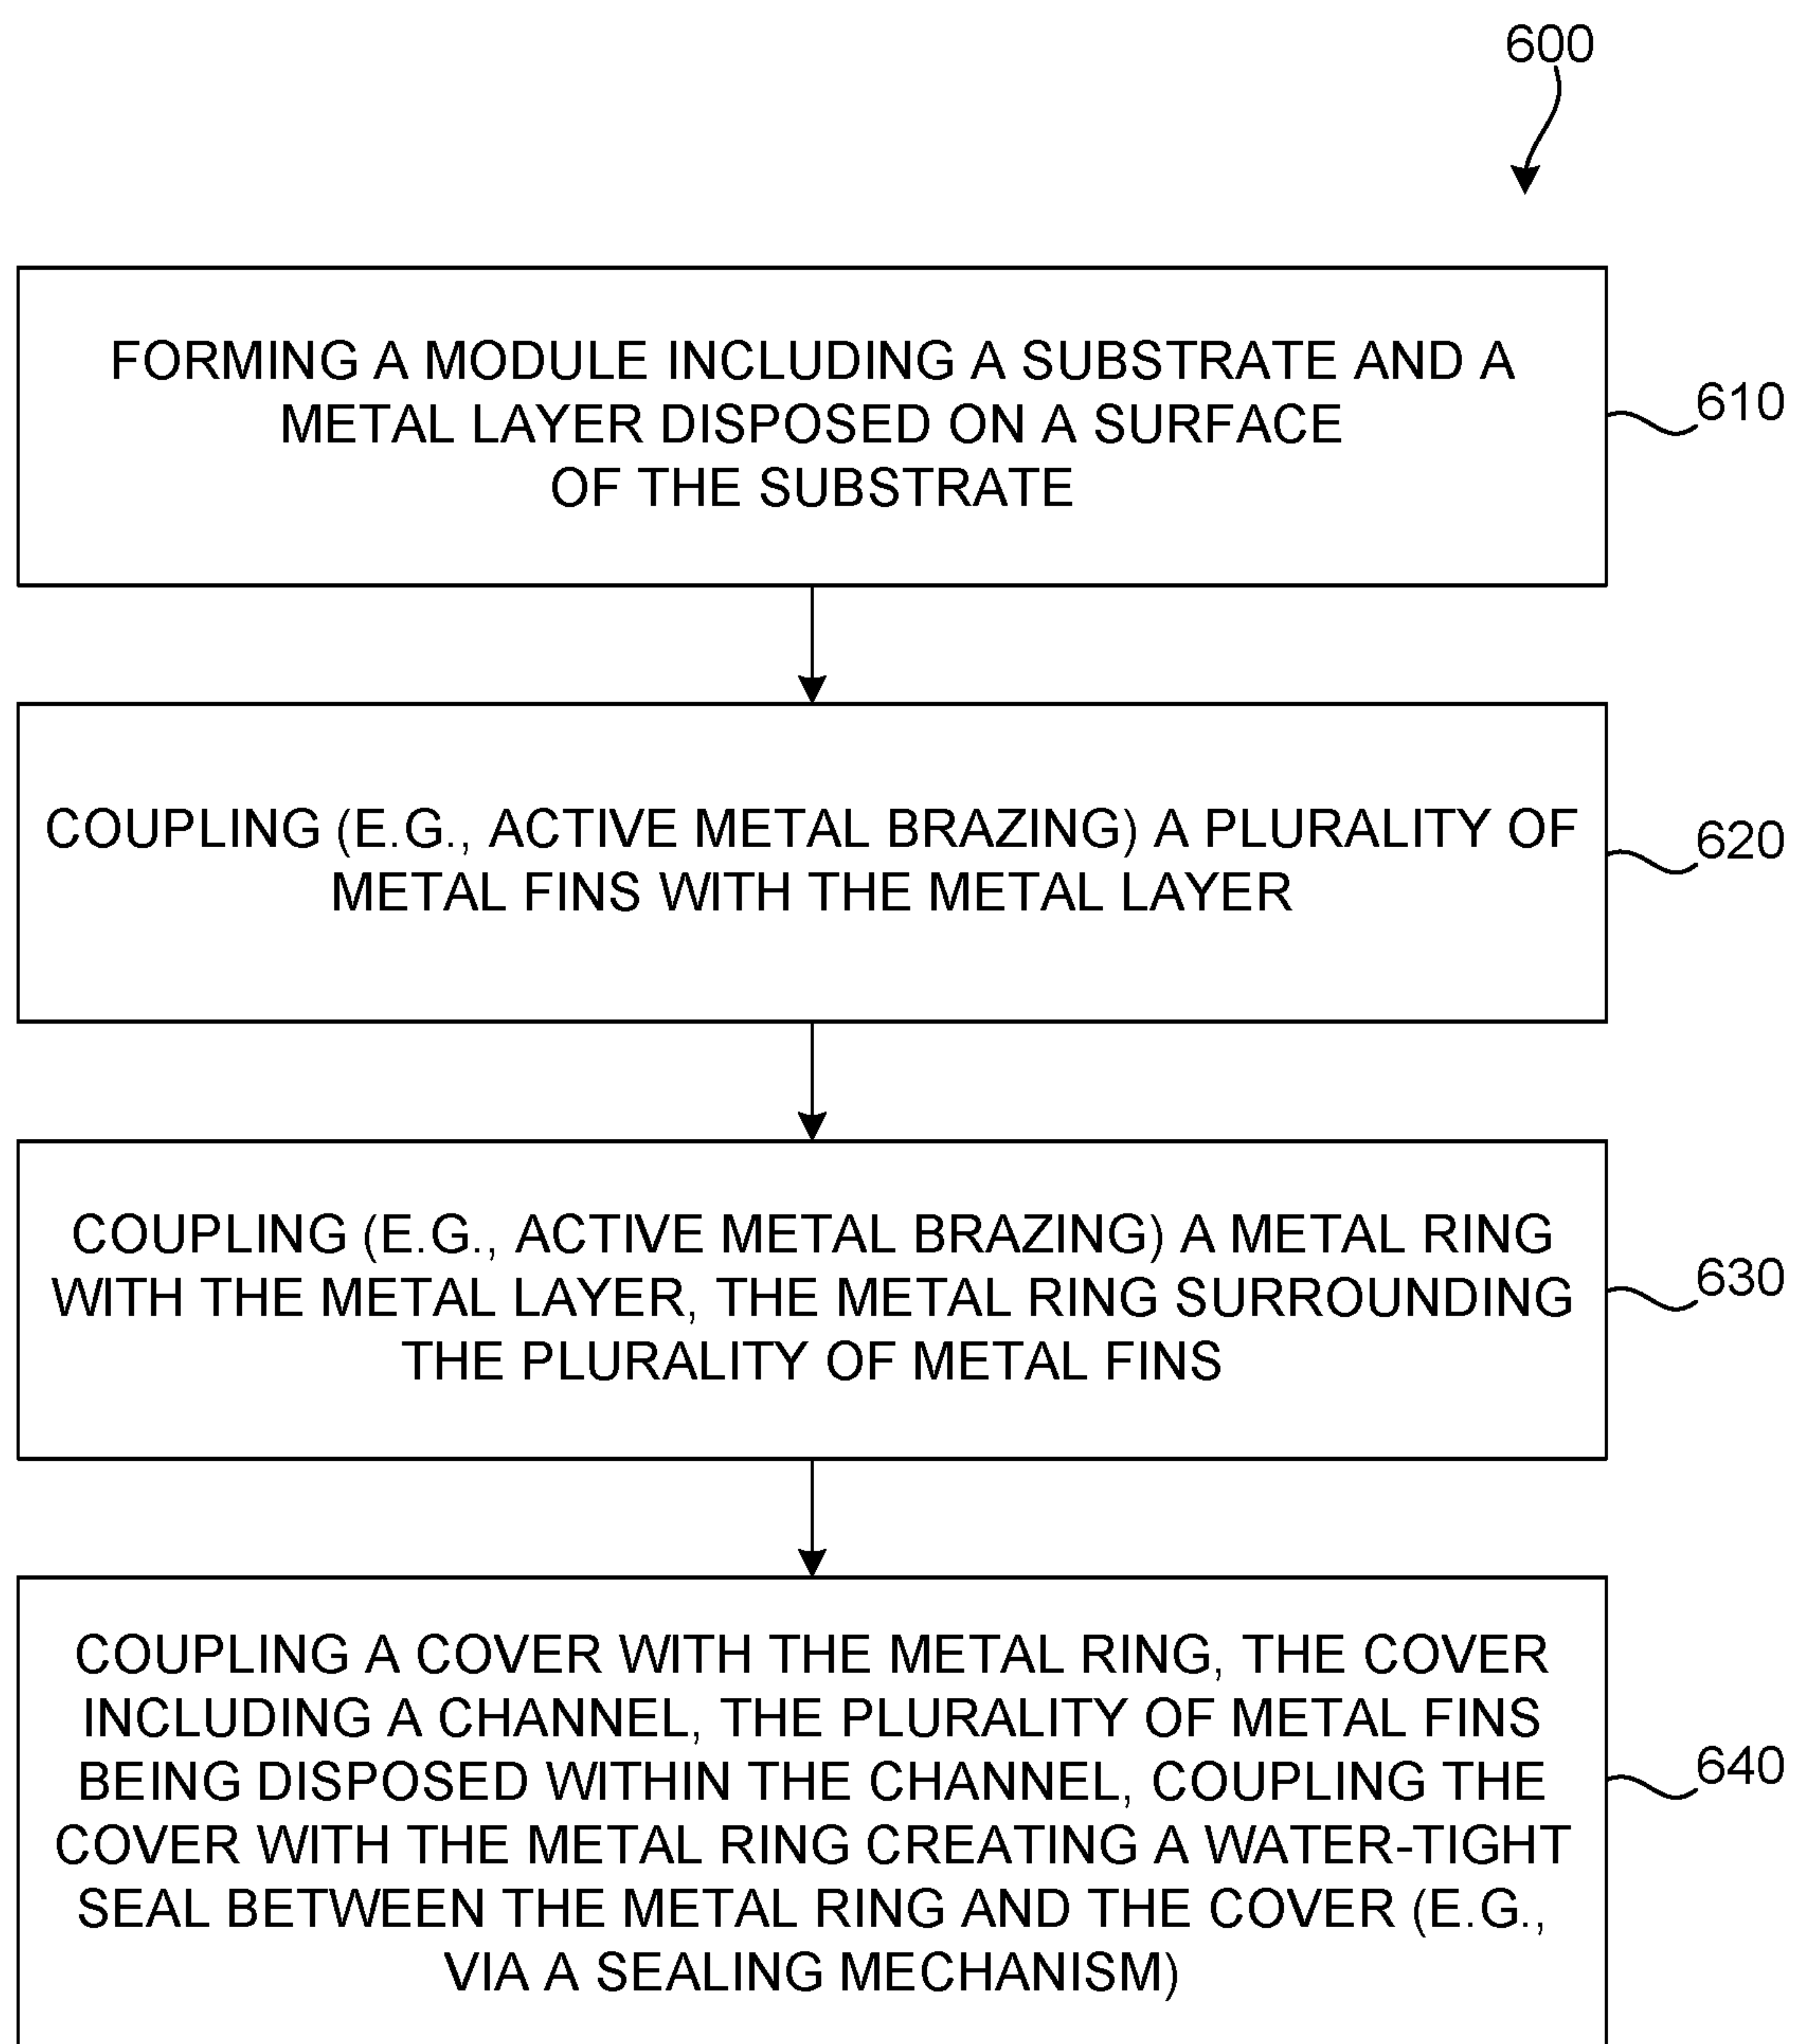 600
FORMING A MODULE INCLUDING A SUBSTRATE AND A
METAL LAYER DISPOSED ON A SURFACE
OF THE SUBSTRATE
610
COUPLING (E.G., ACTIVE METAL BRAZING) A PLURALITY OF
METAL FINS WITH THE METAL LAYER
620
COUPLING (E.G., ACTIVE METAL BRAZING) A METAL RING
WITH THE METAL LAYER, THE METAL RING SURROUNDING
THE PLURALITY OF METAL FINS
630
COUPLING A COVER WITH THE METAL RING, THE COVER
INCLUDING A CHANNEL, THE PLURALITY OF METAL FINS
BEING DISPOSED WITHIN THE CHANNEL, COUPLING THE
COVER WITH THE METAL RING CREATING A WATER-TIGHT
SEAL BETWEEN THE METAL RING AND THE COVER (E.G.,
VIA A SEALING MECHANISM)
640